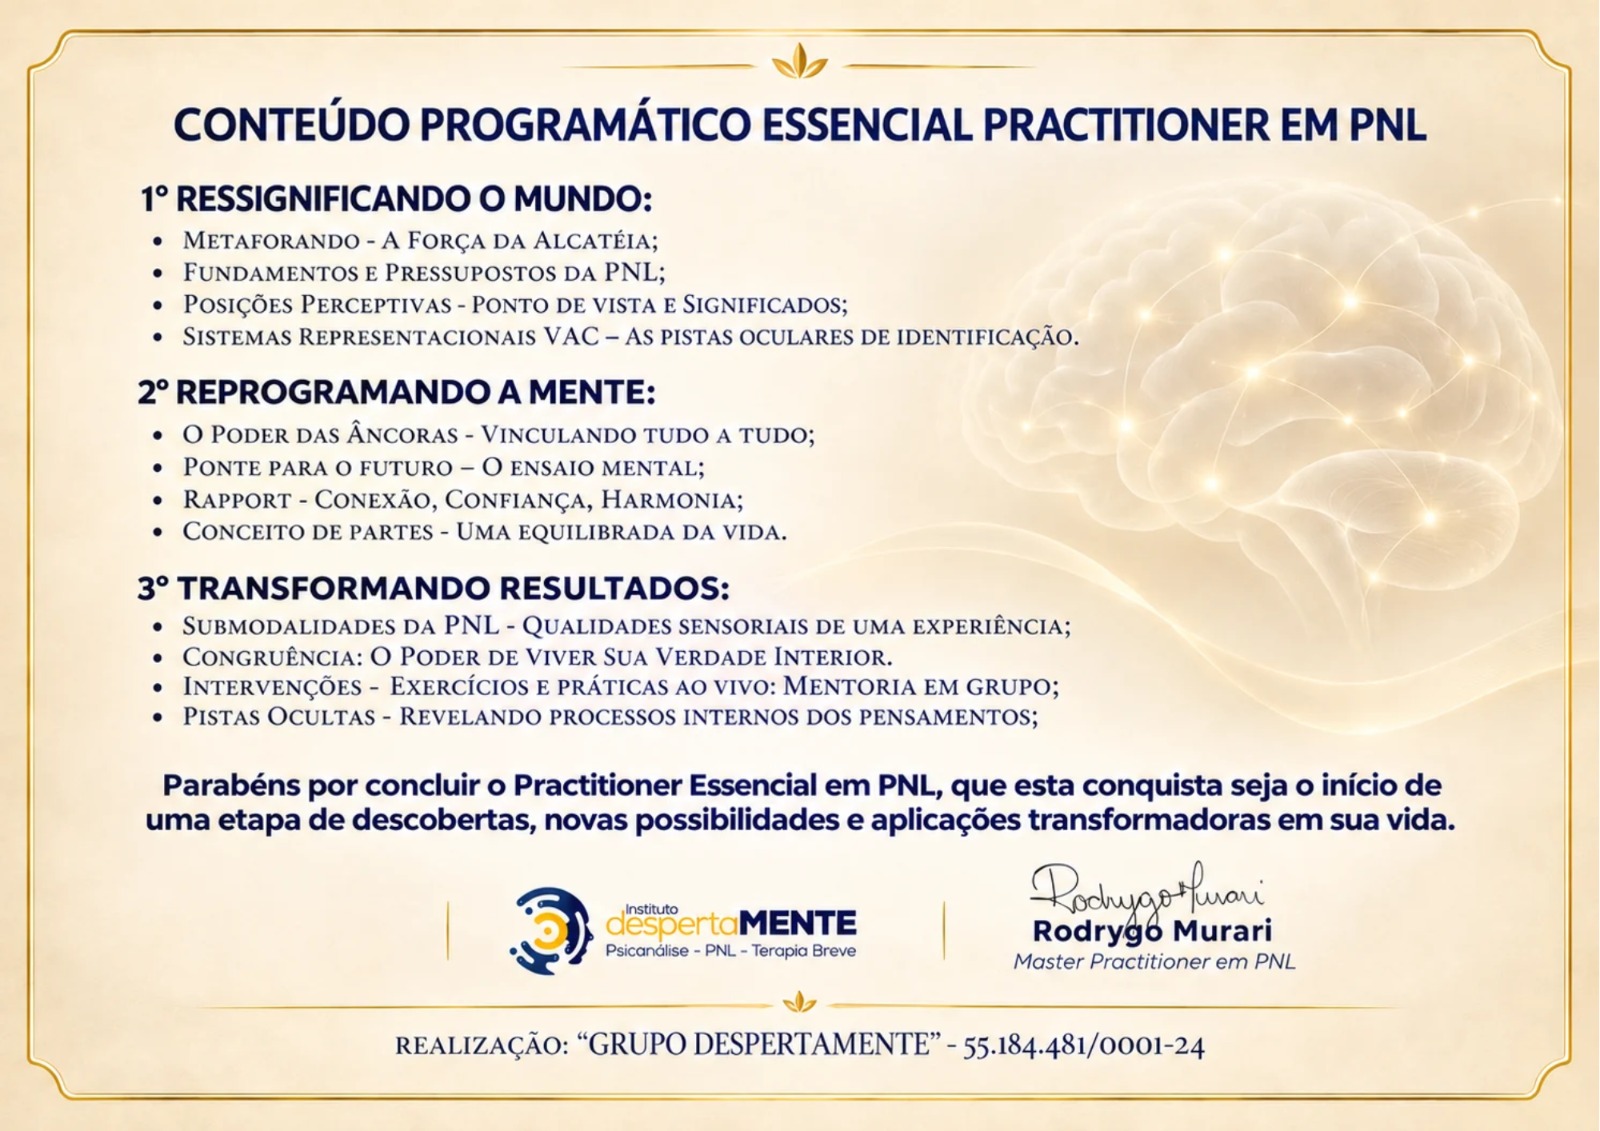 CONTEÚDO PROGRAMÁTICO ESSENCIAL PRACTITIONER EM PNL
1º RESSIGNIFICANDO O MUNDO:
• Metaforando - A Força da Alcatéia;
• Fundamentos e Pressupostos da PNL;
• Posições Perceptivas - Ponto de vista e Significados;
• Sistemas Representacionais VAC – As pistas oculares de identificação.
2º REPROGRAMANDO A MENTE:
• O Poder das Âncoras - Vinculando tudo a tudo;
• Ponte para o futuro – O ensaio mental;
• Rapport - Conexão, Confiança, Harmonia;
• Conceito de partes - Uma equilibrada da vida.
3º TRANSFORMANDO RESULTADOS:
• Submodalidades da PNL - Qualidades sensoriais de uma experiência;
• Congruência: O Poder de viver Sua Verdade Interior.
• Intervenções - Exercícios e práticas ao vivo: Mentoria em grupo;
• Pistas Ocultas - Revelando processos internos dos pensamentos;
Parabéns por concluir o Practitioner Essencial em PNL, que esta conquista seja o início de
uma etapa de descobertas, novas possibilidades e aplicações transformadoras em sua vida.
Instituto
despertaMENTE
Psicanálise - PNL - Terapia Breve
Rodrygo Murari
Rodrygo Murari
Master Practitioner em PNL
REALIZAÇÃO: “GRUPO DESPERTAMENTE” - 55.184.481/0001-24